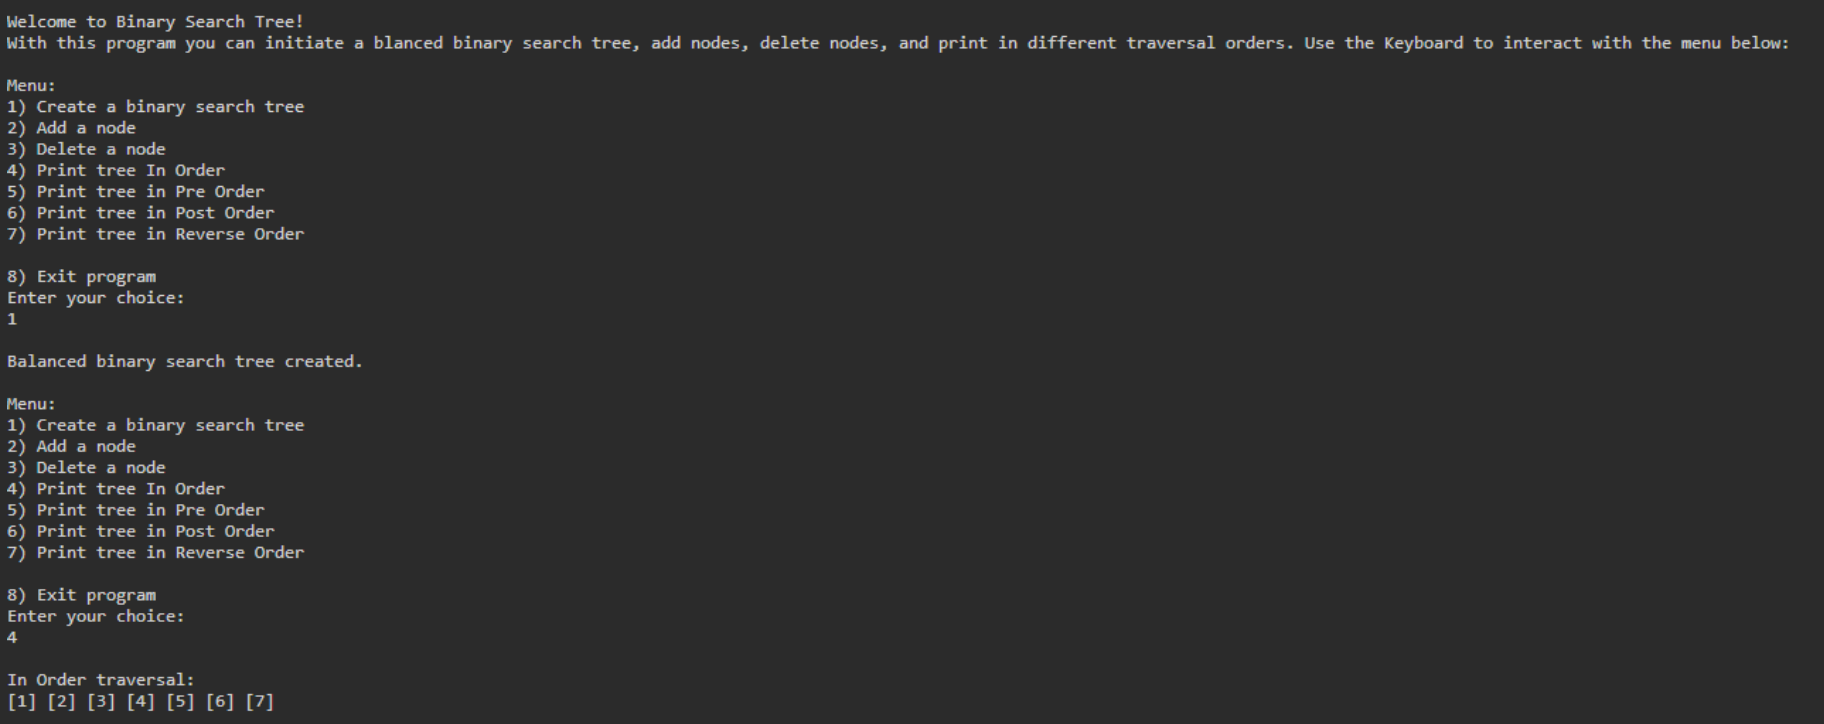 Welcome to Binary Search Tree!
With this program you can initiate a blanced binary search tree, add nodes, delete nodes, and print in different traversal orders. Use the Keyboard to interact with the menu below:
Menu:
1) Create a binary search tree
2) Add a node
3) Delete a node
4) Print tree In Order
5) Print tree in Pre Order
6) Print tree in Post Order
7) Print tree in Reverse Order
8) Exit program
Enter your choice:
1
Balanced binary search tree created.
Menu:
1) Create a binary search tree
2) Add a node
3) Delete a node
4) Print tree In Order
5) Print tree in Pre Order
6) Print tree in Post Order
7) Print tree in Reverse Order
8) Exit program
Enter your choice:
4
In Order traversal:
[1] [2] [3] [4] [5] [6] [7]